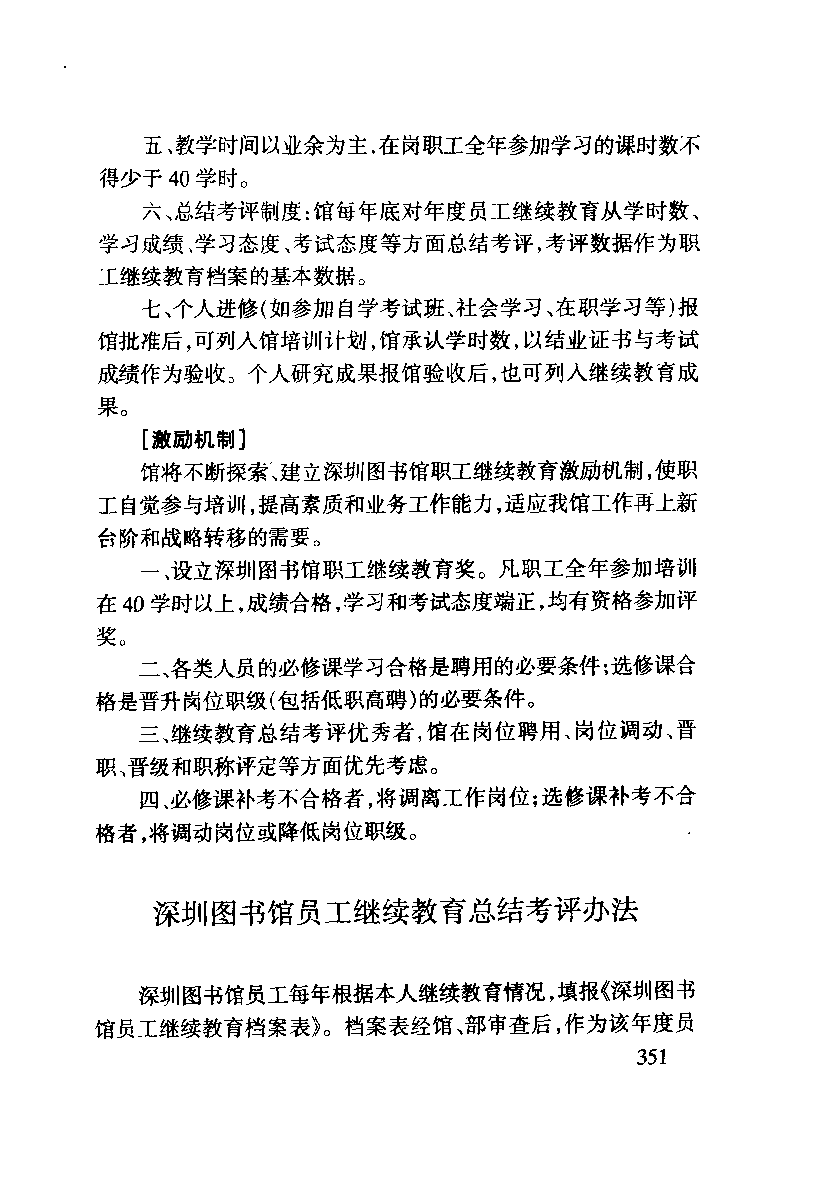 五、教学时间以业余为主,在岗职工全年参加学习的课时数不
得少于 40 学时。
六、总结考评制度:馆每年底对年度员工继续教育从学时数、
学习成绩、学习态度、考试态度等方面总结考评,考评数据作为职
工继续教育档案的基本数据。
七、个人进修(如参加自学考试班、社会学习、在职学习等)报
馆批准后,可列入馆培训计划,馆承认学时数,以结业证书与考试
成绩作为验收。个人研究成果报馆验收后,也可列入继续教育成
果。
[激励机制]
馆将不断探索、建立深圳图书馆职工继续教育激励机制,使职
工自觉参与培训,提高素质和业务工作能力,适应我馆工作再上新
台阶和战略转移的需要。
一、设立深圳图书馆职工继续教育奖。凡职工全年参加培训
在 40 学时以上,成绩合格,学习和考试态度端正,均有资格参加评
奖。
二、各类人员的必修课学习合格是聘用的必要条件;选修课合
格是晋升岗位职级(包括低职高聘)的必要条件。
三、继续教育总结考评优秀者,馆在岗位聘用、岗位调动、晋
职、晋级和职称评定等方面优先考虑。
四、必修课补考不合格者,将调离工作岗位;选修课补考不合
格者,将调动岗位或降低岗位职级。
深圳图书馆员工继续教育总结考评办法
深圳图书馆员工每年根据本人继续教育情况,填报《深圳图书
馆员工继续教育档案表》。档案表经馆、部审查后,作为该年度员
351